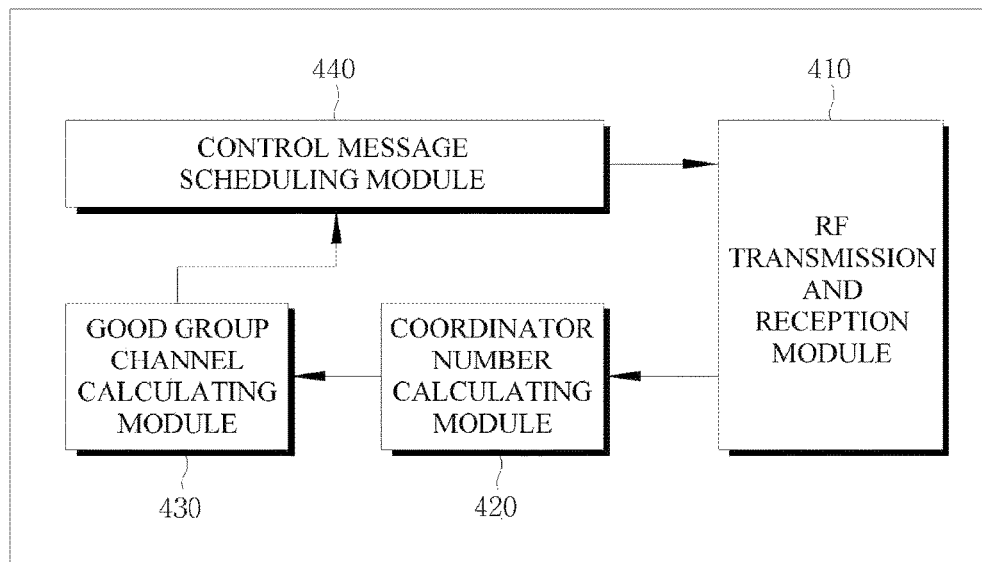 440
CONTROL MESSAGE
SCHEDULING MODULE
410
RF
TRANSMISSION
AND
RECEPTION
MODULE
GOOD GROUP
CHANNEL
CALCULATING
MODULE
430
COORDINATOR
NUMBER
CALCULATING
MODULE
420